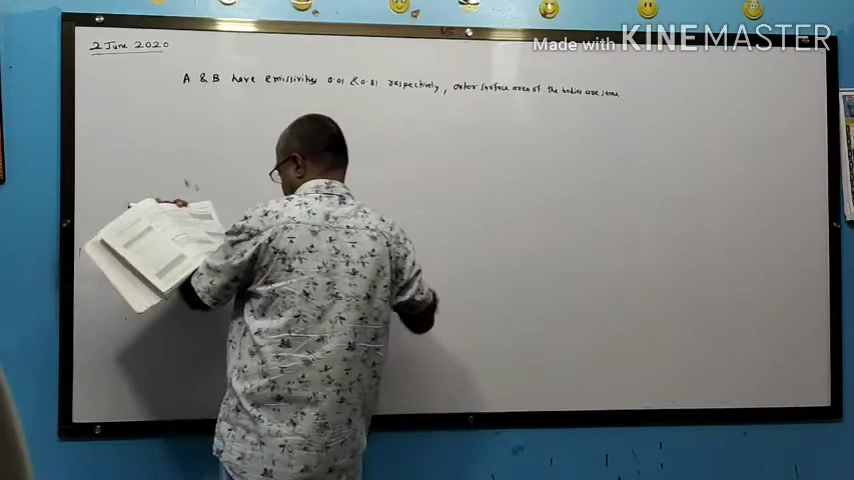 Made with KINEMASTER
2 June 2020
A & B have emissivitys 0.01 & 0.81 respectively, outer surface area of the bodies are same